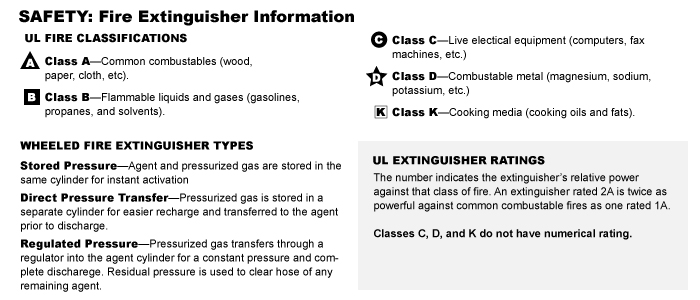 SAFETY: Fire Extinguisher Information
UL FIRE CLASSIFICATIONS
A Class A—Common combustables (wood,
paper, cloth, etc).
B Class B—Flammable liquids and gases (gasolines,
propanes, and solvents).
C Class C—Live electical equipment (computers, fax
machines, etc.)
D Class D—Combustable metal (magnesium, sodium,
potassium, etc.)
K Class K—Cooking media (cooking oils and fats).
WHEELED FIRE EXTINGUISHER TYPES
Stored Pressure—Agent and pressurized gas are stored in the
same cylinder for instant activation
Direct Pressure Transfer—Pressurized gas is stored in a
separate cylinder for easier recharge and transferred to the agent
prior to discharge.
Regulated Pressure—Pressurized gas transfers through a
regulator into the agent cylinder for a constant pressure and com-
plete discharege. Residual pressure is used to clear hose of any
remaining agent.
UL EXTINGUISHER RATINGS
The number indicates the extinguisher's relative power
against that class of fire. An extinguisher rated 2A is twice as
powerful against common combustible fires as one rated 1A.
Classes C, D, and K do not have numerical rating.